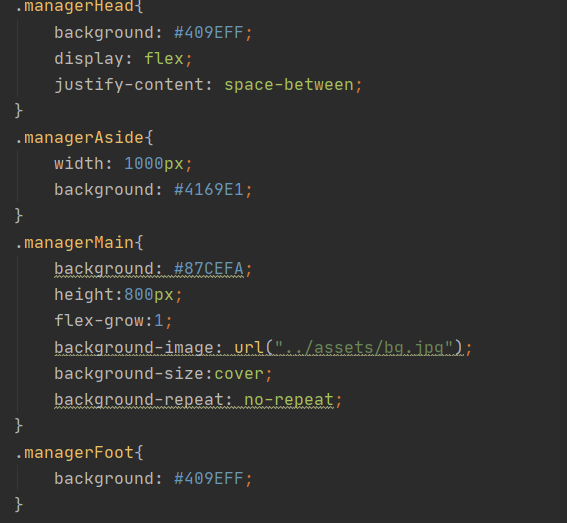 .managerHead{
    background: #409EFF;
    display: flex;
    justify-content: space-between;
}
.managerAside{
    width: 1000px;
    background: #4169E1;
}
.managerMain{
    background: #87CEFA;
    height:800px;
    flex-grow:1;
    background-image: url("../assets/bg.jpg");
    background-size:cover;
    background-repeat: no-repeat;
}
.managerFoot{
    background: #409EFF;
}